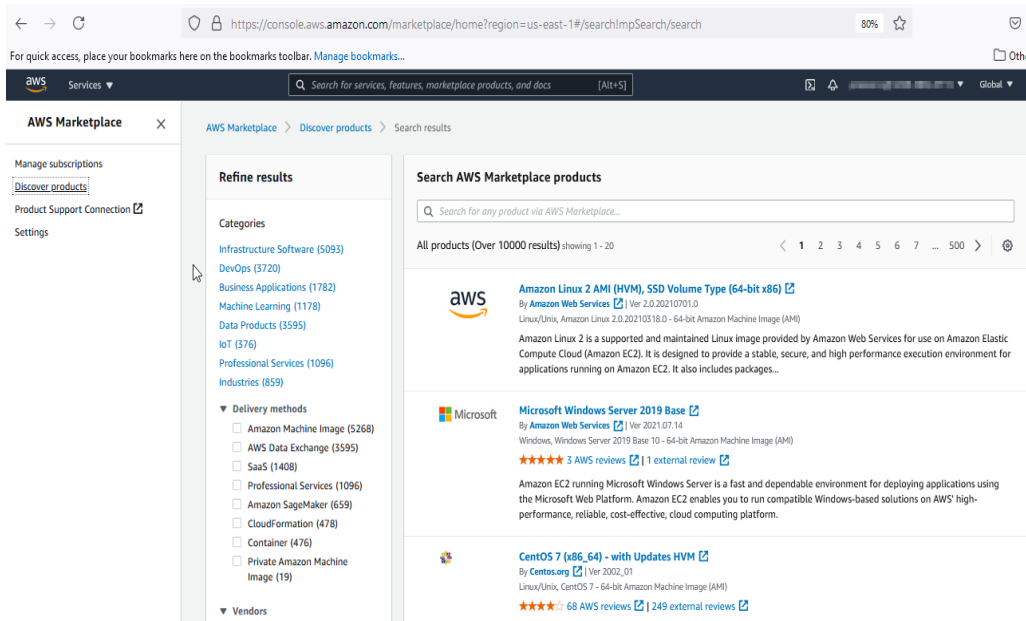 https://console.aws.amazon.com/marketplace/home?region=us-east-1#/search!mpSearch/search 80%
For quick access, place your bookmarks here on the bookmarks toolbar. Manage bookmarks...
aws Services ▼ Search for services, features, marketplace products, and docs [Alt+S] Global ▼
AWS Marketplace X
Manage subscriptions
Discover products
Product Support Connection
Settings
AWS Marketplace > Discover products > Search results
Refine results
Categories
Infrastructure Software (5093)
DevOps (3720)
Business Applications (1782)
Machine Learning (1178)
Data Products (3595)
IoT (376)
Professional Services (1096)
Industries (859)
▼ Delivery methods
Amazon Machine Image (5268)
AWS Data Exchange (3595)
SaaS (1408)
Professional Services (1096)
Amazon SageMaker (659)
CloudFormation (478)
Container (476)
Private Amazon Machine
Image (19)
▼ Vendors
Search AWS Marketplace products
Search for any product via AWS Marketplace...
All products (Over 10000 results) showing 1 - 20 < 1 2 3 4 5 6 7 ... 500 >
aws
Amazon Linux 2 AMI (HVM), SSD Volume Type (64-bit x86)
By Amazon Web Services | Ver 2.0.20210701.0
Linux/Unix, Amazon Linux 2.0.20210318.0 - 64-bit Amazon Machine Image (AMI)
Amazon Linux 2 is a supported and maintained Linux image provided by Amazon Web Services for use on Amazon Elastic
Compute Cloud (Amazon EC2). It is designed to provide a stable, secure, and high performance execution environment for
applications running on Amazon EC2. It also includes packages...
Microsoft
Microsoft Windows Server 2019 Base
By Amazon Web Services | Ver 2021.07.14
Windows, Windows Server 2019 Base 10 - 64-bit Amazon Machine Image (AMI)
★★★★★ 3 AWS reviews | 1 external review
Amazon EC2 running Microsoft Windows Server is a fast and dependable environment for deploying applications using
the Microsoft Web Platform. Amazon EC2 enables you to run compatible Windows-based solutions on AWS' high-
performance, reliable, cost-effective, cloud computing platform.
CentOS 7 (x86_64) - with Updates HVM
By Centos.org | Ver 2002_01
Linux/Unix, CentOS 7 - 64-bit Amazon Machine Image (AMI)
★★★★☆ 68 AWS reviews | 249 external reviews